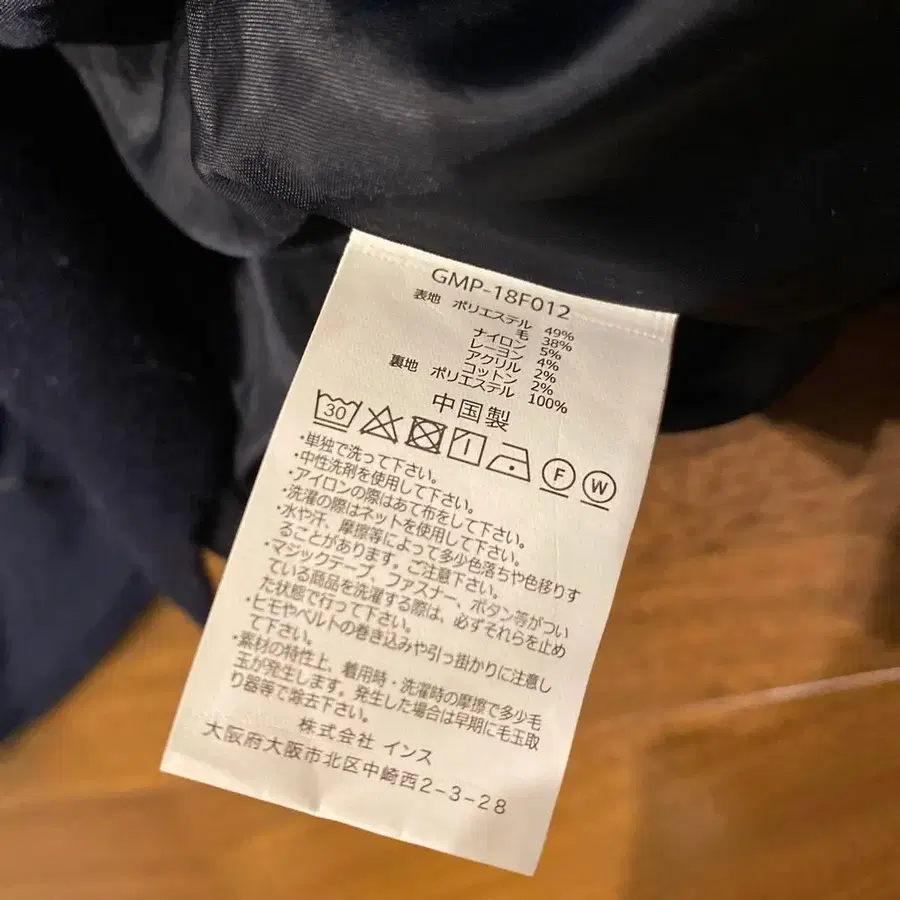 GMP-18F012
表地 ポリエステル 49%
毛 38%
ナイロン 5%
レーヨン 4%
アクリル 2%
コットン 2%
裏地 ポリエステル 100%
中国製
30 F W
・単独で洗って下さい。
・中性洗剤を使用して下さい。
・アイロンの際はあて布をして下さい。
・洗濯の際はネットを使用して下さい。
・水や汗、摩擦等によって多少色落ちや色移りす
ることがあります。ご注意下さい。
・マジックテープ、ファスナー、ボタン等がつい
ている商品を洗濯する際は、必ずそれらを止め
た状態で行って下さい。
・ヒモやベルトの巻き込みや引っ掛かりに注意し
て下さい。
・素材の特性上、着用時・洗濯時の摩擦で多少毛
玉が発生します。発生した場合は早期に毛玉取
り器等で除去下さい。
株式会社 インス
大阪府大阪市北区中崎西2-3-28